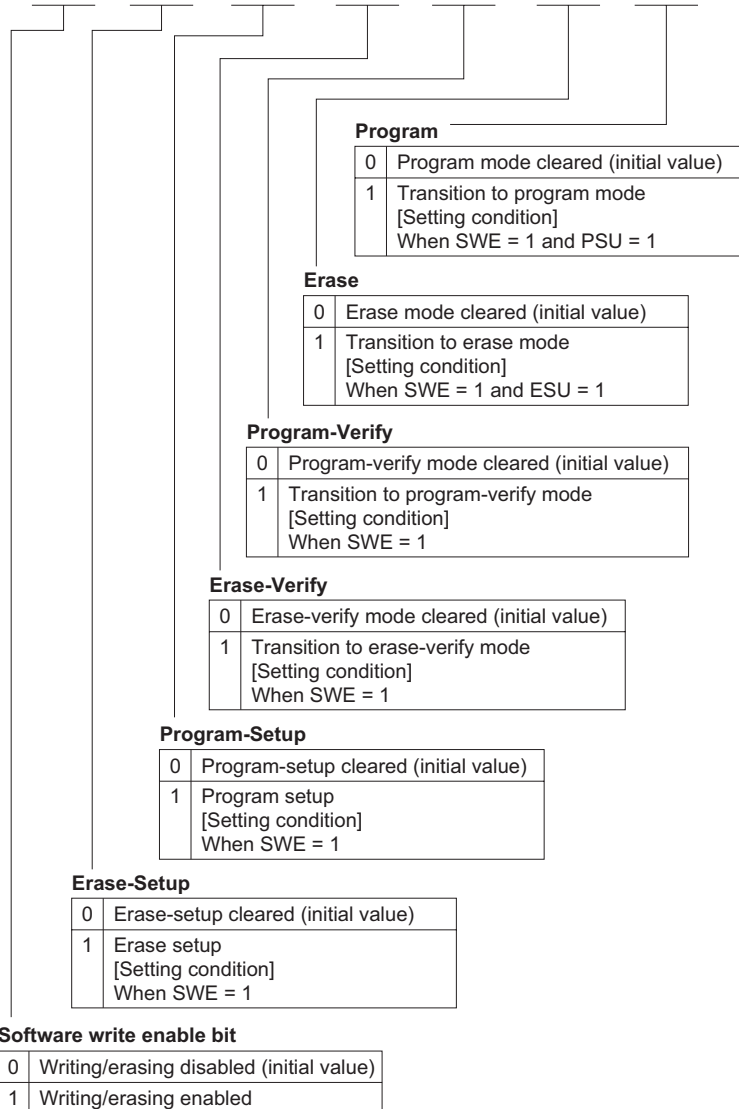 Program
0 Program mode cleared (initial value)
1 Transition to program mode
[Setting condition]
When SWE = 1 and PSU = 1
Erase
0 Erase mode cleared (initial value)
1 Transition to erase mode
[Setting condition]
When SWE = 1 and ESU = 1
Program-Verify
0 Program-verify mode cleared (initial value)
1 Transition to program-verify mode
[Setting condition]
When SWE = 1
Erase-Verify
0 Erase-verify mode cleared (initial value)
1 Transition to erase-verify mode
[Setting condition]
When SWE = 1
Program-Setup
0 Program-setup cleared (initial value)
1 Program setup
[Setting condition]
When SWE = 1
Erase-Setup
0 Erase-setup cleared (initial value)
1 Erase setup
[Setting condition]
When SWE = 1
Software write enable bit
0 Writing/erasing disabled (initial value)
1 Writing/erasing enabled